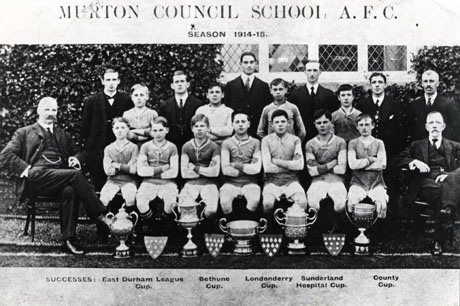 MURTON COUNCIL SCHOOL A.F.C.
SEASON 1914-15.
SUCCESSES: East Durham League Cup. Bethune Cup. Londonderry Cup. Sunderland Hospital Cup. County Cup.